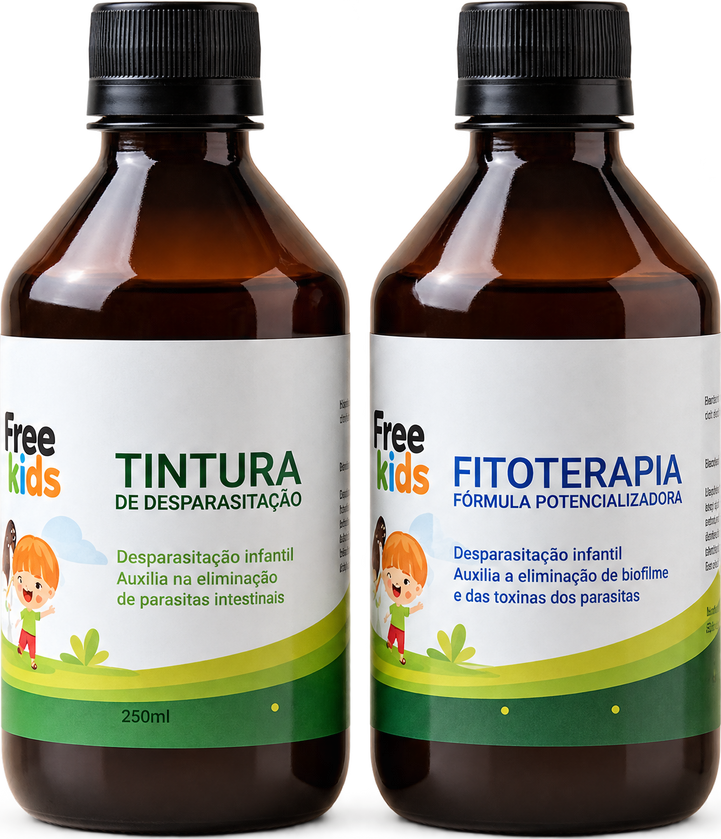 Free
kids
TINTURA
DE DESPARASITAÇÃO
Desparasitação infantil
Auxilia na eliminação
de parasitas intestinais
250ml
Free
kids
FITOTERAPIA
FÓRMULA POTENCIALIZADORA
Desparasitação infantil
Auxilia a eliminação de biofilme
e das toxinas dos parasitas